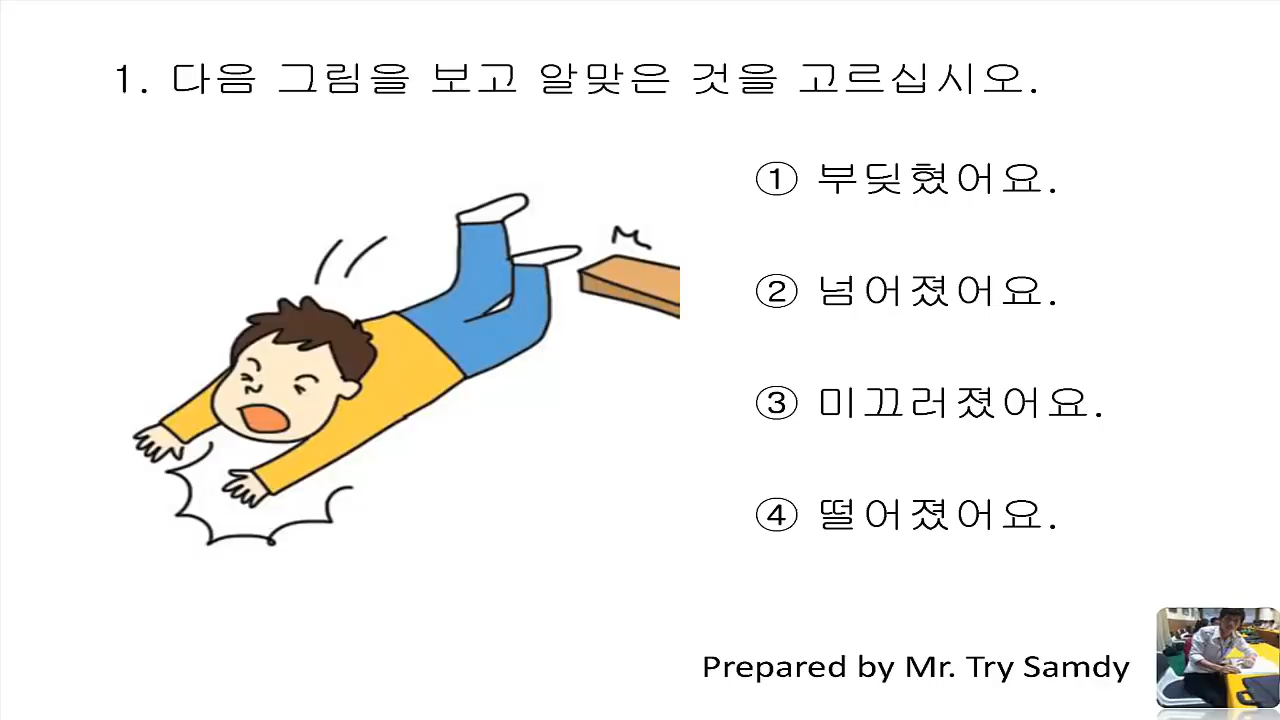 1. 다음 그림을 보고 알맞은 것을 고르십시오.
① 부딪혔어요.
② 넘어졌어요.
③ 미끄러졌어요.
④ 떨어졌어요.
Prepared by Mr. Try Samdy